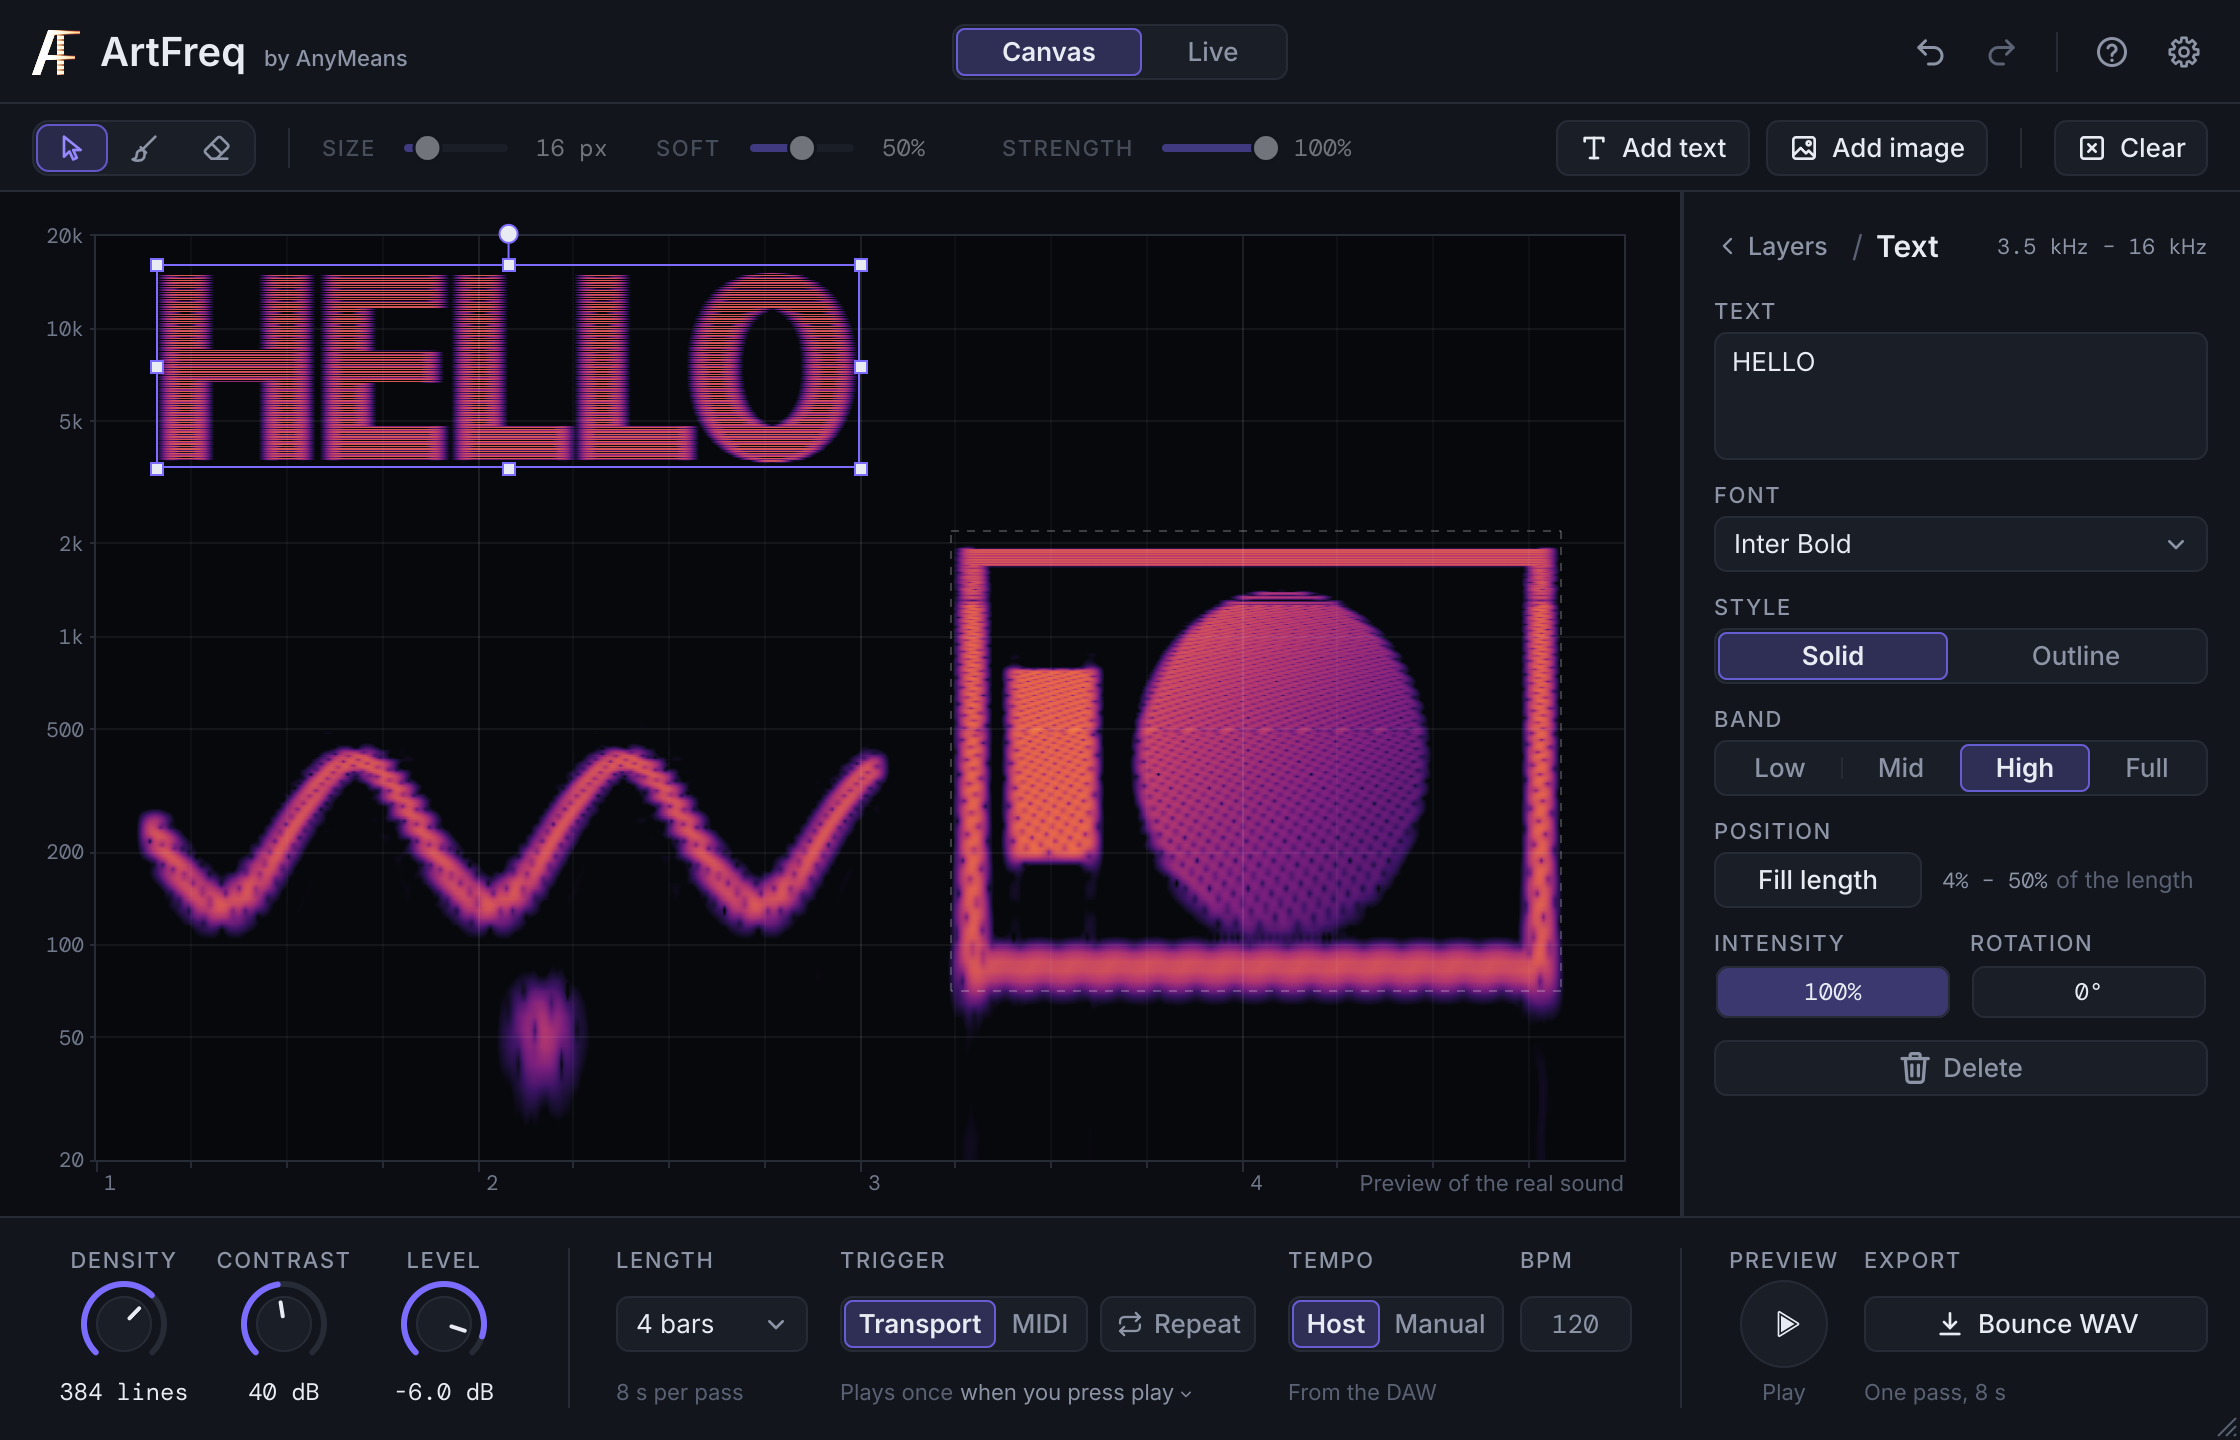 ArtFreq by AnyMeans
Canvas Live
SIZE 16 px SOFT 50% STRENGTH 100%
Add text Add image Clear
20k
10k
5k
2k
1k
500
200
100
50
20
HELLO
1 2 3 4
Preview of the real sound
Layers / Text 3.5 kHz - 16 kHz
TEXT
HELLO
FONT
Inter Bold
STYLE
Solid Outline
BAND
Low Mid High Full
POSITION
Fill length 4% - 50% of the length
INTENSITY ROTATION
100% 0°
Delete
DENSITY CONTRAST LEVEL
384 lines 40 dB -6.0 dB
LENGTH
4 bars
8 s per pass
TRIGGER
Transport MIDI Repeat
Plays once when you press play
TEMPO BPM
Host Manual 120
From the DAW
PREVIEW
Play
EXPORT
Bounce WAV
One pass, 8 s